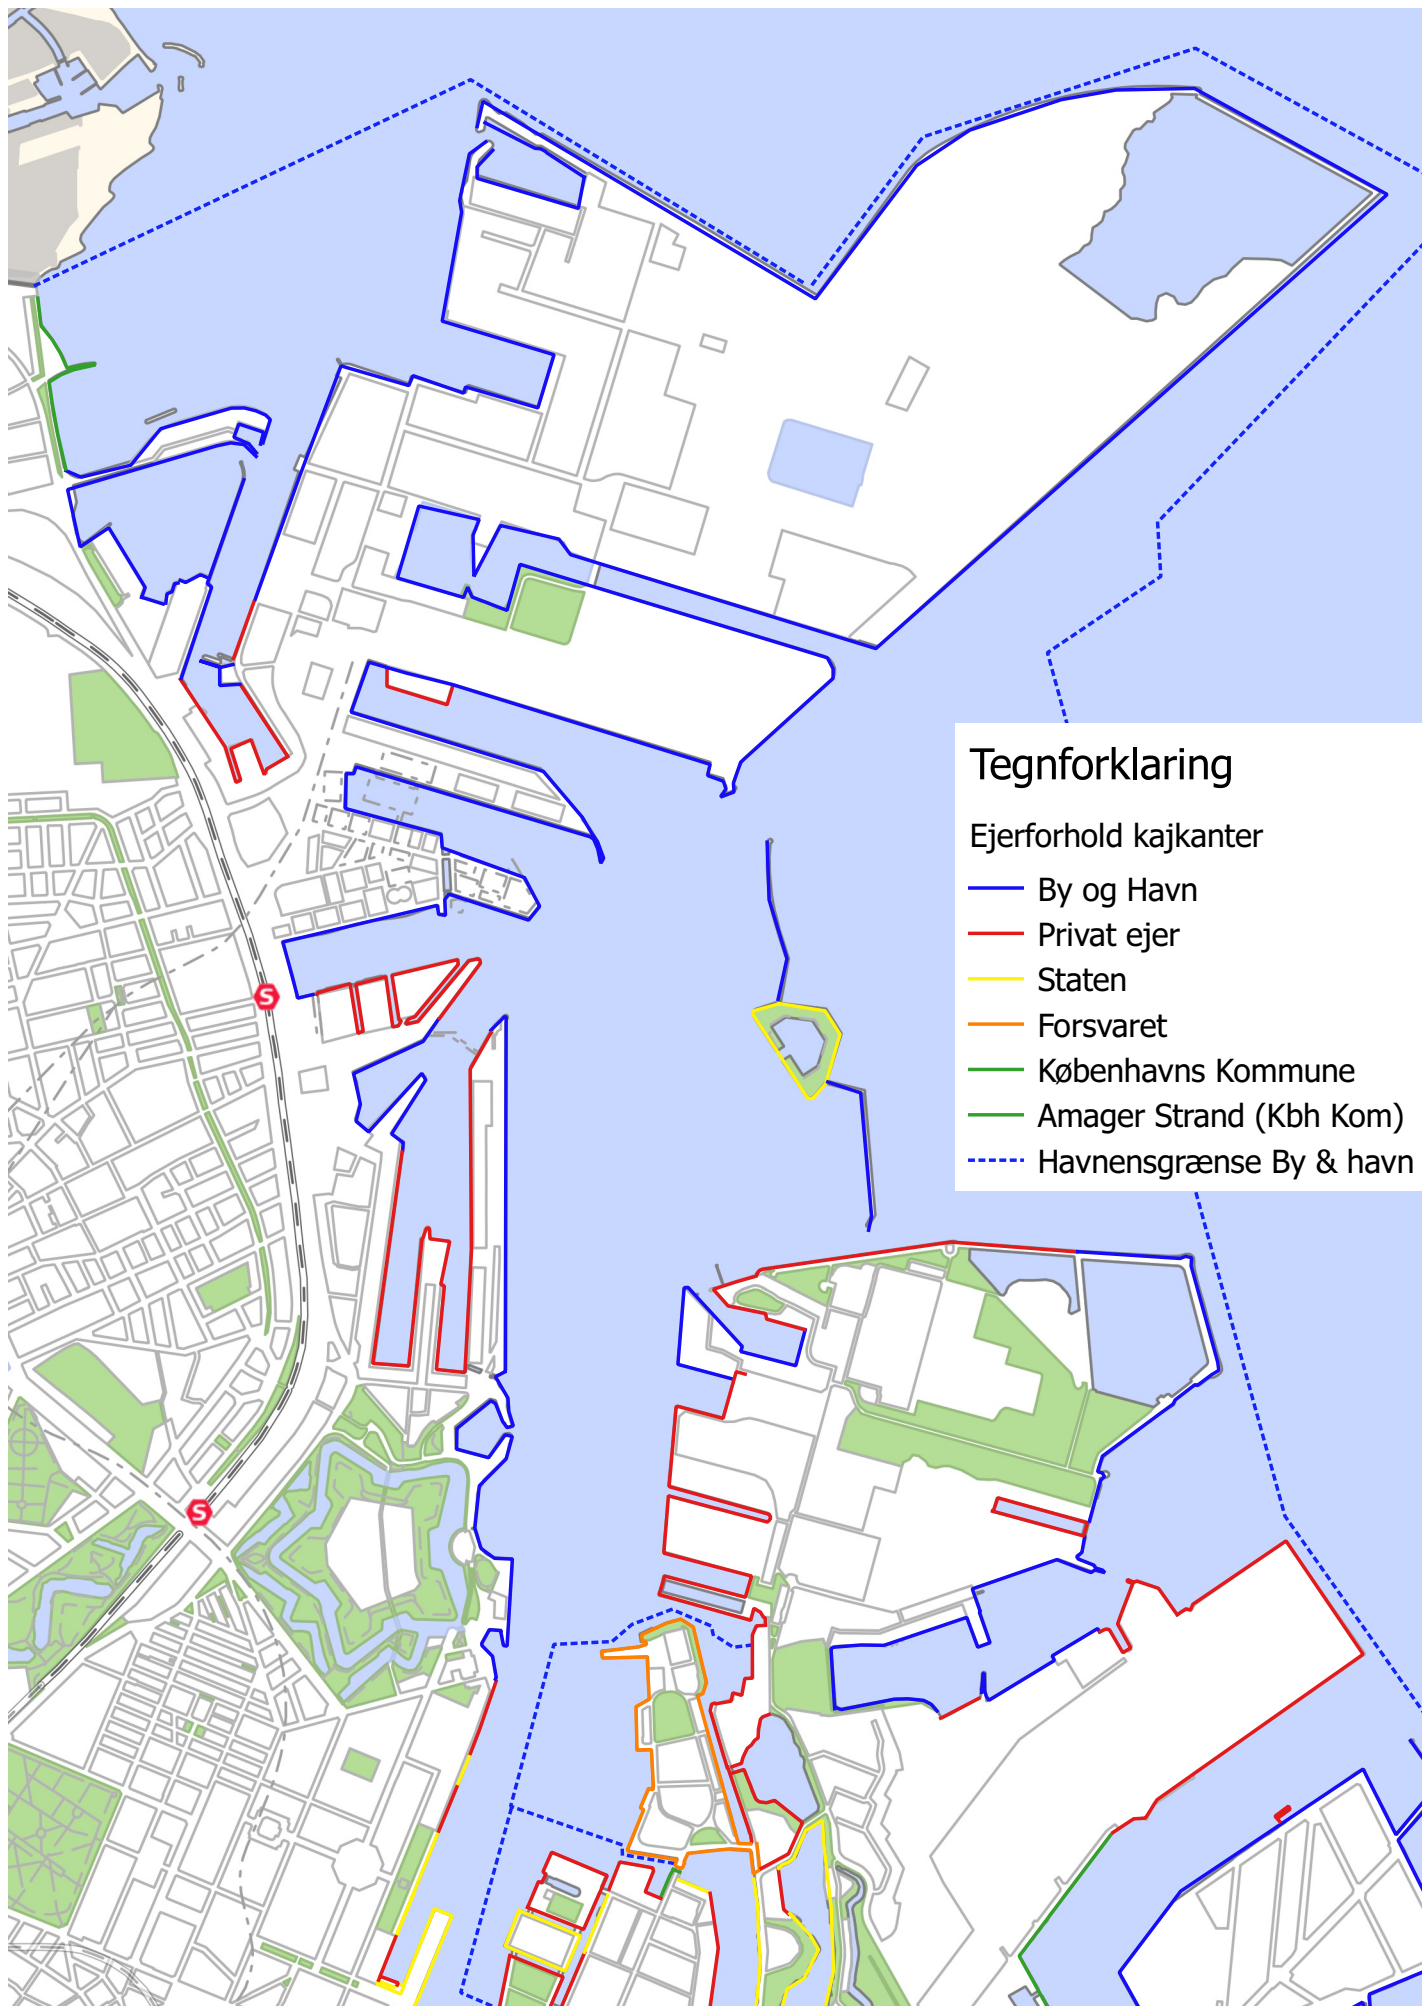 Tegnforklaring
Ejerforhold kajkanter
By og Havn
Privat ejer
Staten
Forsvaret
Københavns Kommune
Amager Strand (Kbh Kom)
Havnensgrænse By & havn
S
S